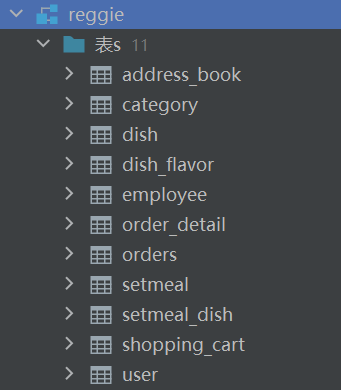 reggie
表s 11
address_book
category
dish
dish_flavor
employee
order_detail
orders
setmeal
setmeal_dish
shopping_cart
user